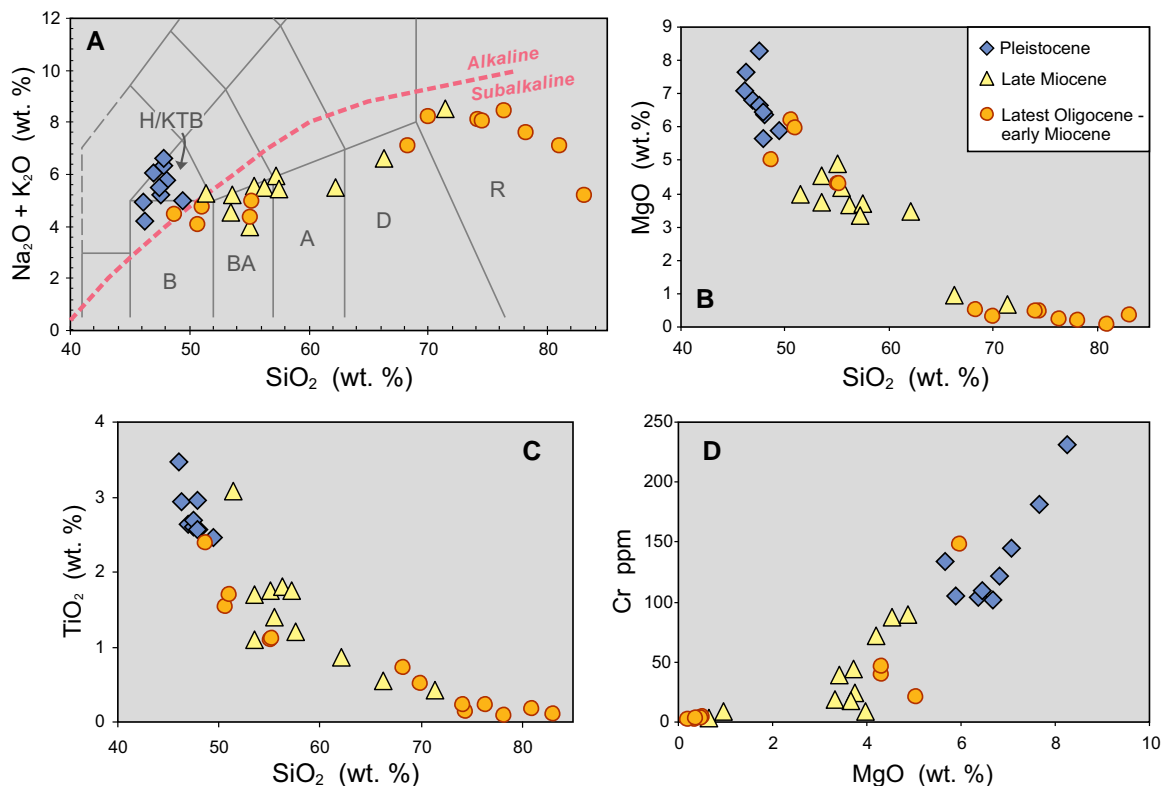 A
Alkaline
Subalkaline
H/KTB
B
BA
A
D
R
12
10
8
6
4
2
0
40
50
60
70
80
Na₂O + K₂O (wt. %)
SiO₂ (wt. %)
Pleistocene
Late Miocene
Latest Oligocene -
early Miocene
B
9
8
7
6
5
4
3
2
1
0
40
50
60
70
80
MgO (wt.%)
SiO₂ (wt. %)
C
4
3
2
1
0
40
50
60
70
80
TiO₂ (wt. %)
SiO₂ (wt. %)
D
250
200
150
100
50
0
0
2
4
6
8
10
Cr ppm
MgO (wt. %)